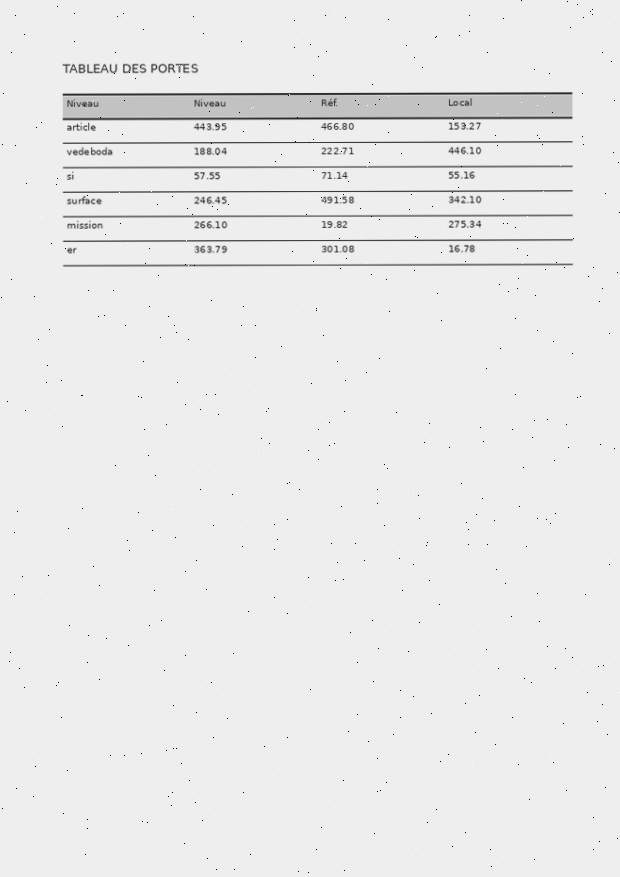 TABLEAU DES PORTES
Niveau Niveau Réf. Local
article 443.95 466.80 153.27
vedeboda 188.04 222.71 446.10
si 57.55 71.14 55.16
surface 246.45 491.58 342.10
mission 266.10 19.82 275.34
er 363.79 301.08 16.78